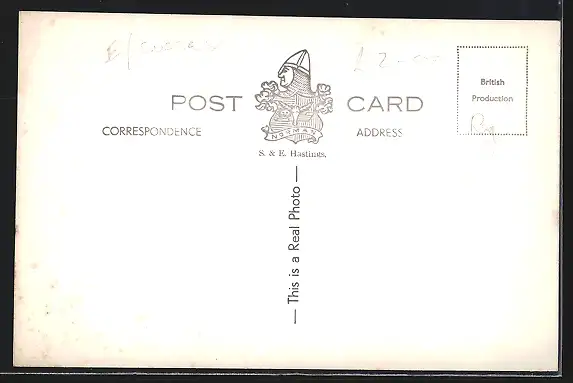 £2-00
British
Production
POST CARD
NORMAN
CORRESPONDENCE
ADDRESS
S. & E. Hastings.
— This is a Real Photo —